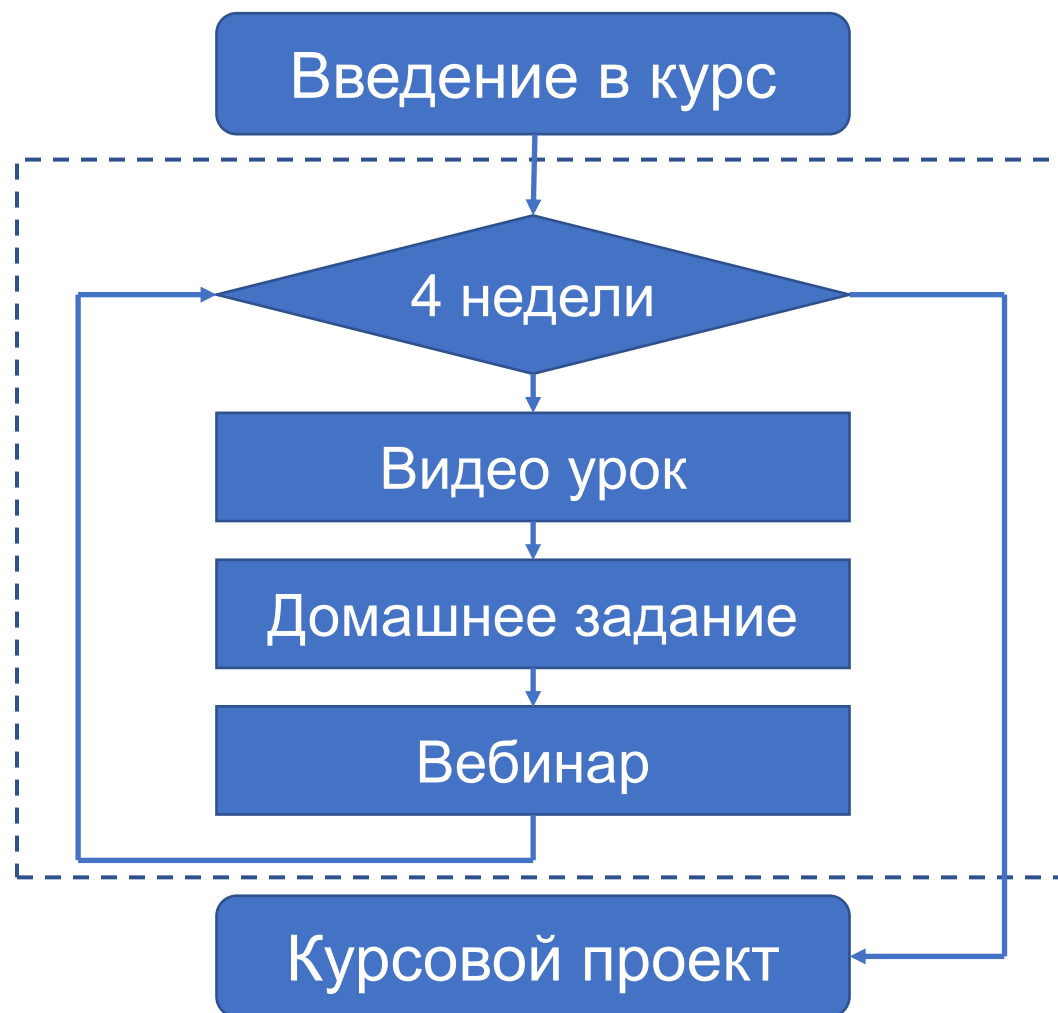 Введение в курс
4 недели
Видео урок
Домашнее задание
Вебинар
Курсовой проект